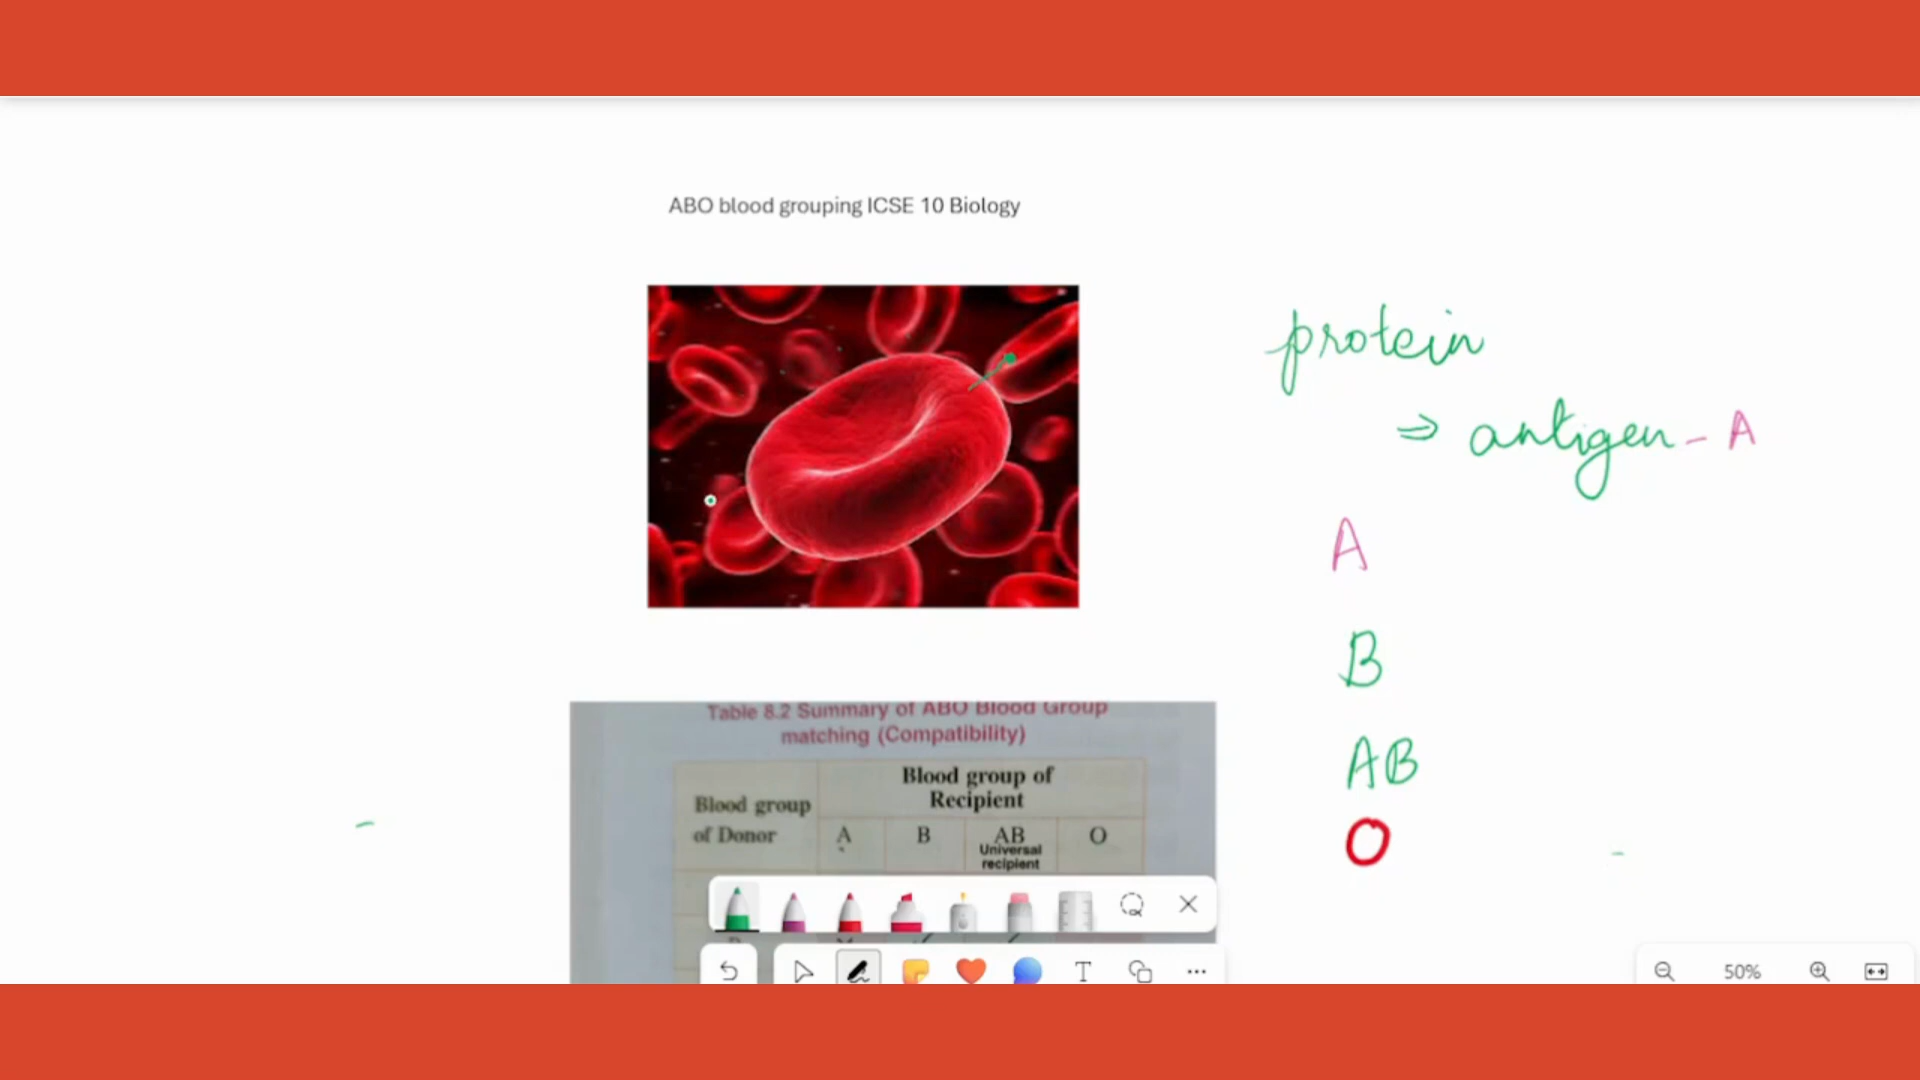 ABO blood grouping ICSE 10 Biology
protein
⇒ antigen - A
A
B
AB
O
Table 8.2 Summary of ABO Blood Group
matching (Compatibility)
Blood group of Donor
Blood group of Recipient
A
B
AB
Universal
recipient
O
T
50%